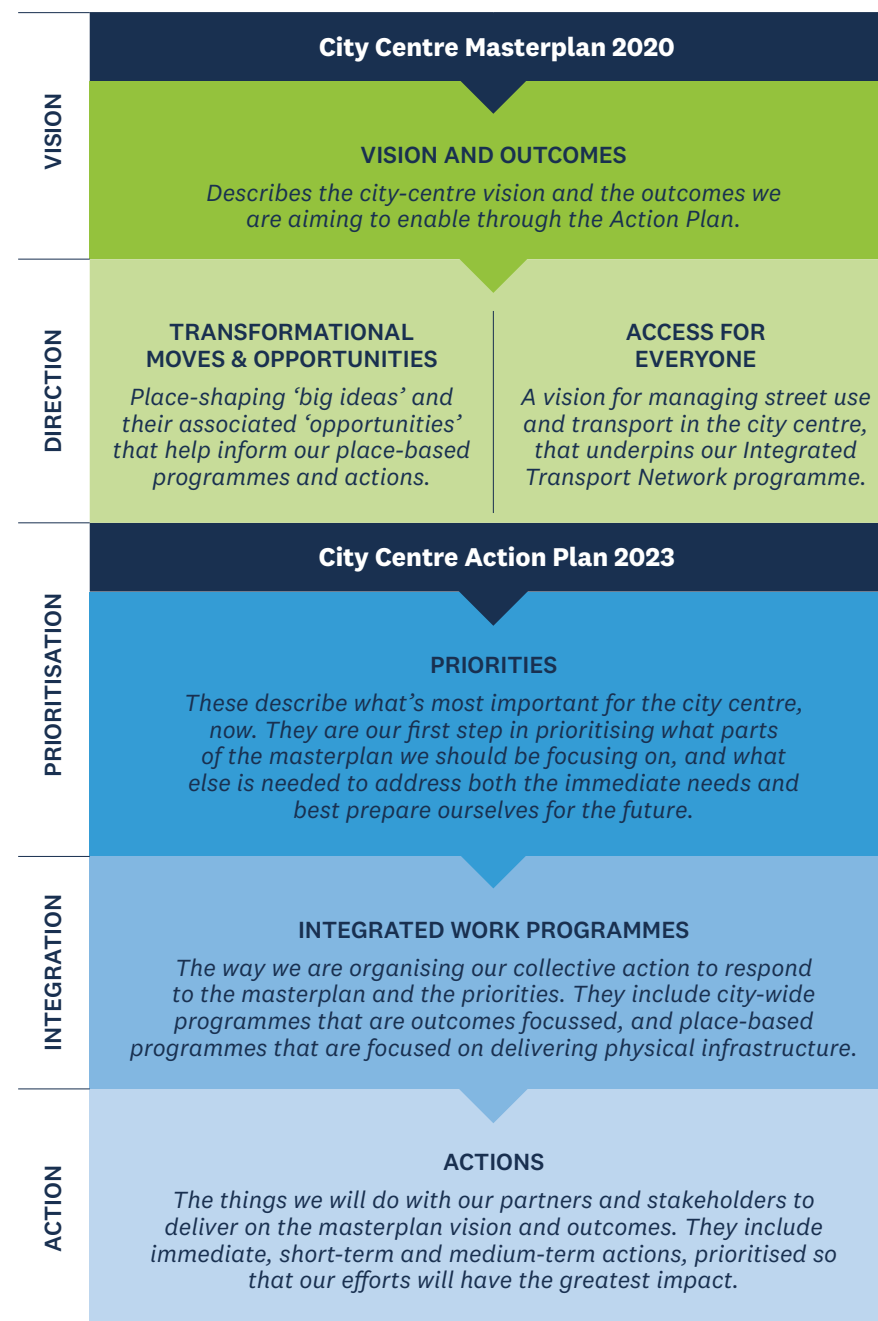 City Centre Masterplan 2020
VISION
VISION AND OUTCOMES
Describes the city-centre vision and the outcomes we
are aiming to enable through the Action Plan.
DIRECTION
TRANSFORMATIONAL
MOVES & OPPORTUNITIES
Place-shaping ‘big ideas’ and
their associated ‘opportunities’
that help inform our place-based
programmes and actions.
ACCESS FOR
EVERYONE
A vision for managing street use
and transport in the city centre,
that underpins our Integrated
Transport Network programme.
City Centre Action Plan 2023
PRIORITISATION
PRIORITIES
These describe what’s most important for the city centre,
now. They are our first step in prioritising what parts
of the masterplan we should be focusing on, and what
else is needed to address both the immediate needs and
best prepare ourselves for the future.
INTEGRATION
INTEGRATED WORK PROGRAMMES
The way we are organising our collective action to respond
to the masterplan and the priorities. They include city-wide
programmes that are outcomes focussed, and place-based
programmes that are focused on delivering physical infrastructure.
ACTION
ACTIONS
The things we will do with our partners and stakeholders to
deliver on the masterplan vision and outcomes. They include
immediate, short-term and medium-term actions, prioritised so
that our efforts will have the greatest impact.